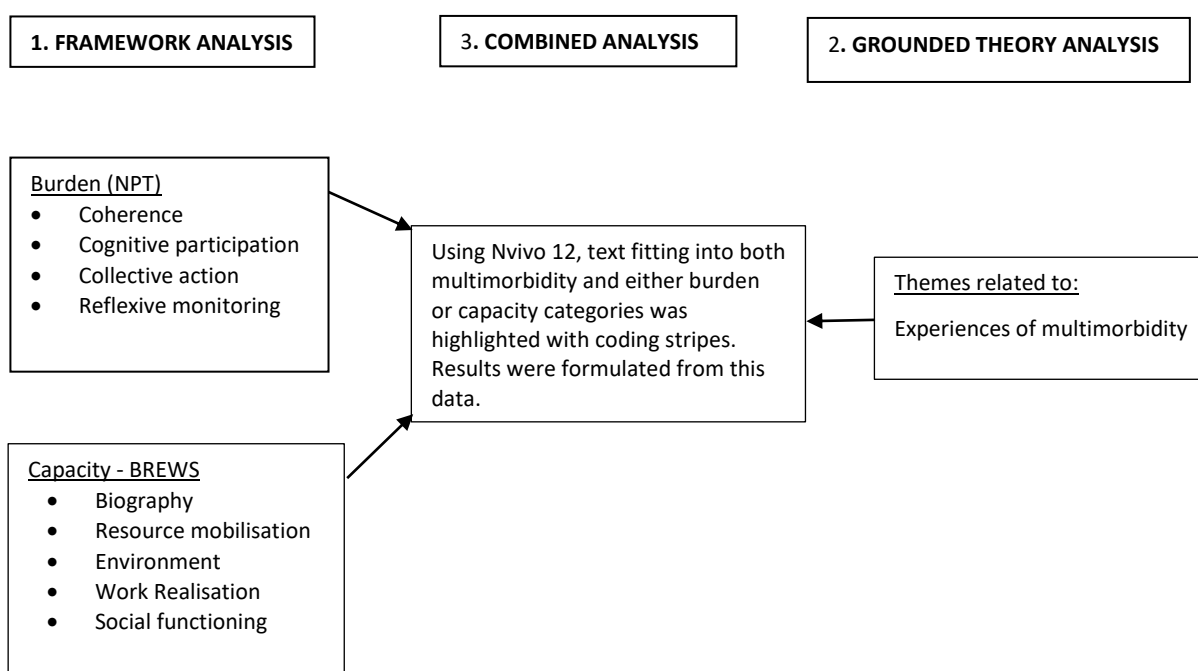 1. FRAMEWORK ANALYSIS
3. COMBINED ANALYSIS
2. GROUNDED THEORY ANALYSIS
Burden (NPT)
• Coherence
• Cognitive participation
• Collective action
• Reflexive monitoring
Using Nvivo 12, text fitting into both
multimorbidity and either burden
or capacity categories was
highlighted with coding stripes.
Results were formulated from this
data.
Themes related to:
Experiences of multimorbidity
Capacity - BREWS
• Biography
• Resource mobilisation
• Environment
• Work Realisation
• Social functioning